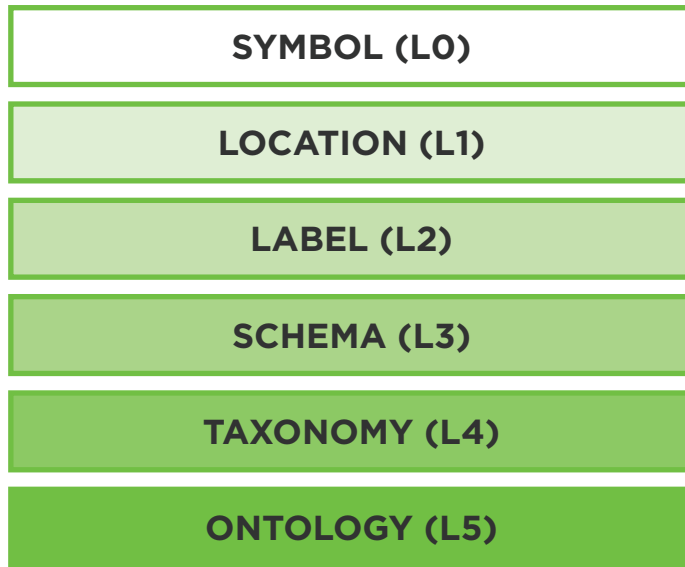 SYMBOL (L0)
LOCATION (L1)
LABEL (L2)
SCHEMA (L3)
TAXONOMY (L4)
ONTOLOGY (L5)